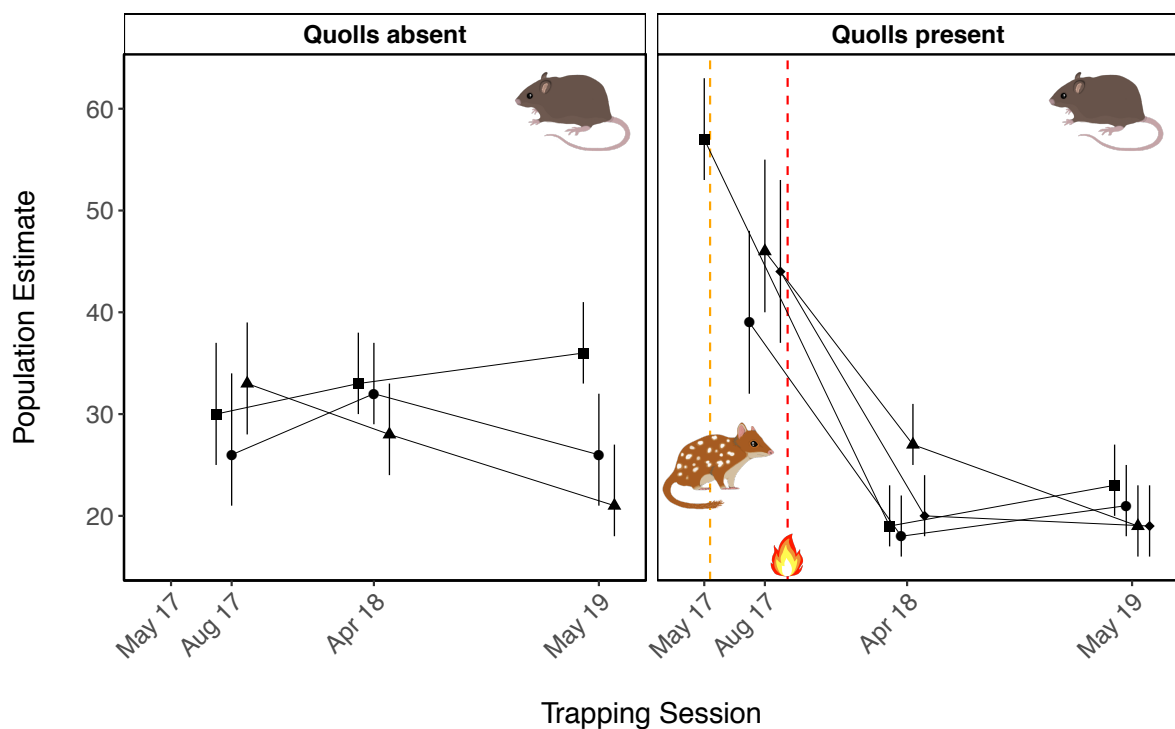 Quolls absent
Quolls present
Population Estimate
60
50
40
30
20
May 17
Aug 17
Apr 18
May 19
May 17
Aug 17
Apr 18
May 19
Trapping Session